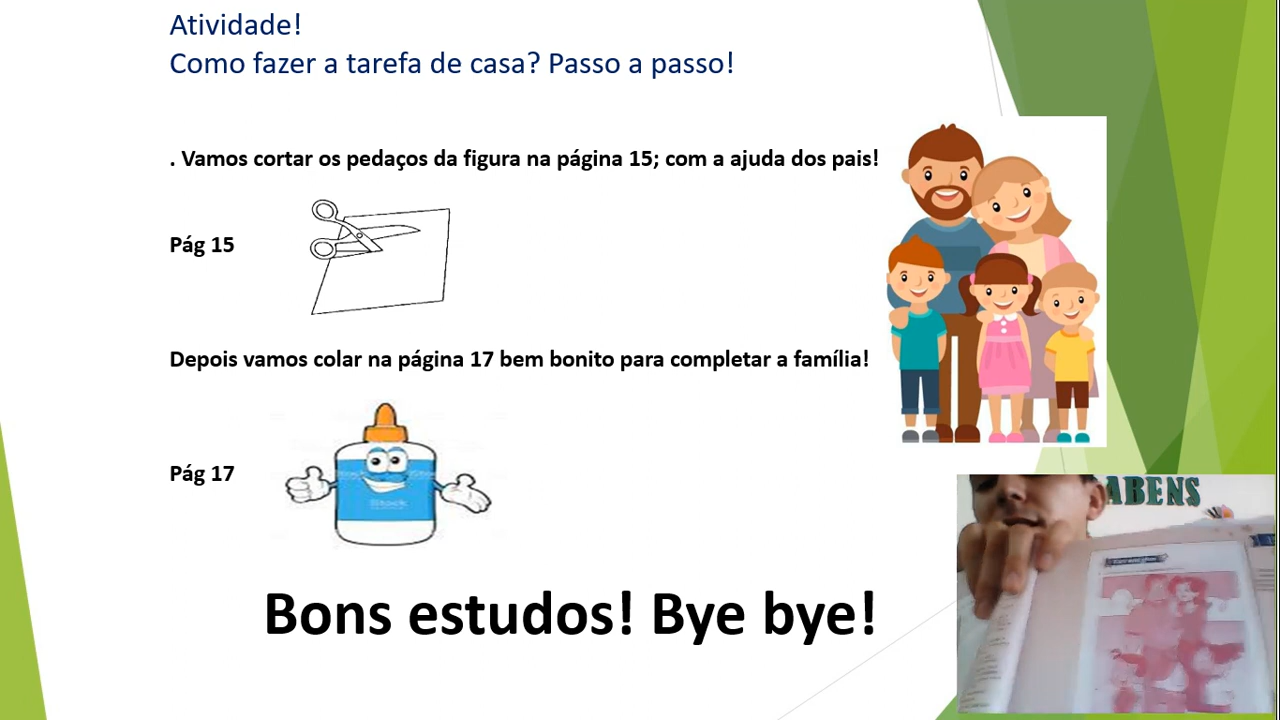 Atividade!
Como fazer a tarefa de casa? Passo a passo!
. Vamos cortar os pedaços da figura na página 15; com a ajuda dos pais!
Pág 15
Depois vamos colar na página 17 bem bonito para completar a família!
Pág 17
Bons estudos! Bye bye!
ABENS